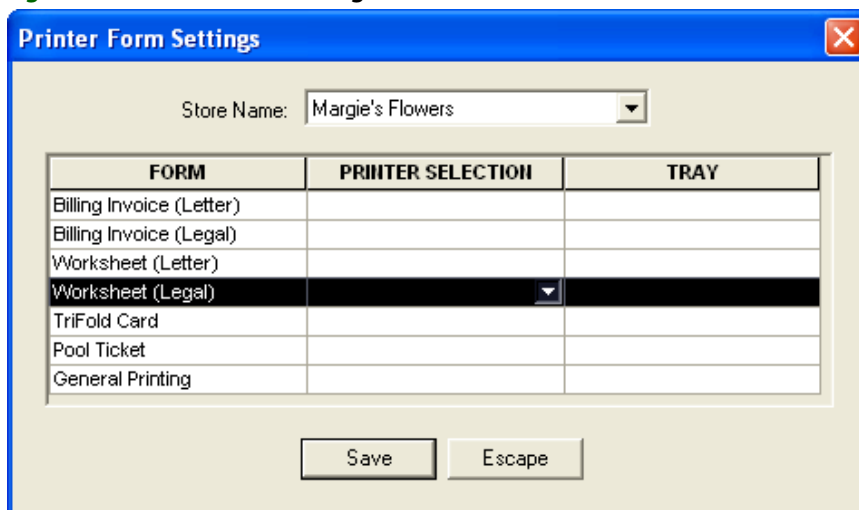 Printer Form Settings
Store Name: Margie's Flowers
FORM PRINTER SELECTION TRAY
Billing Invoice (Letter)
Billing Invoice (Legal)
Worksheet (Letter)
Worksheet (Legal)
TriFold Card
Pool Ticket
General Printing
Save Escape